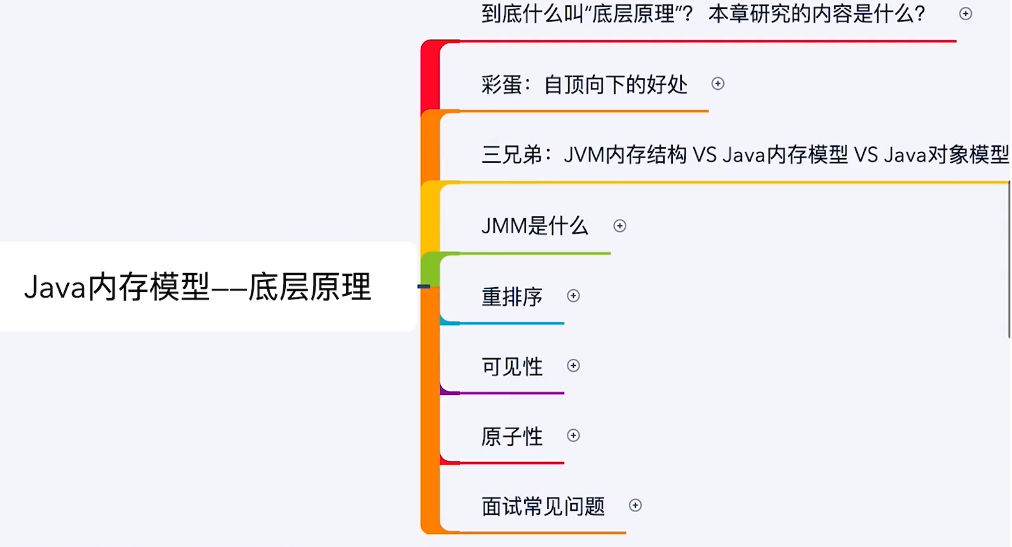 到底什么叫“底层原理”? 本章研究的内容是什么?
彩蛋：自顶向下的好处
三兄弟：JVM内存结构 VS Java内存模型 VS Java对象模型
JMM是什么
Java内存模型——底层原理
重排序
可见性
原子性
面试常见问题